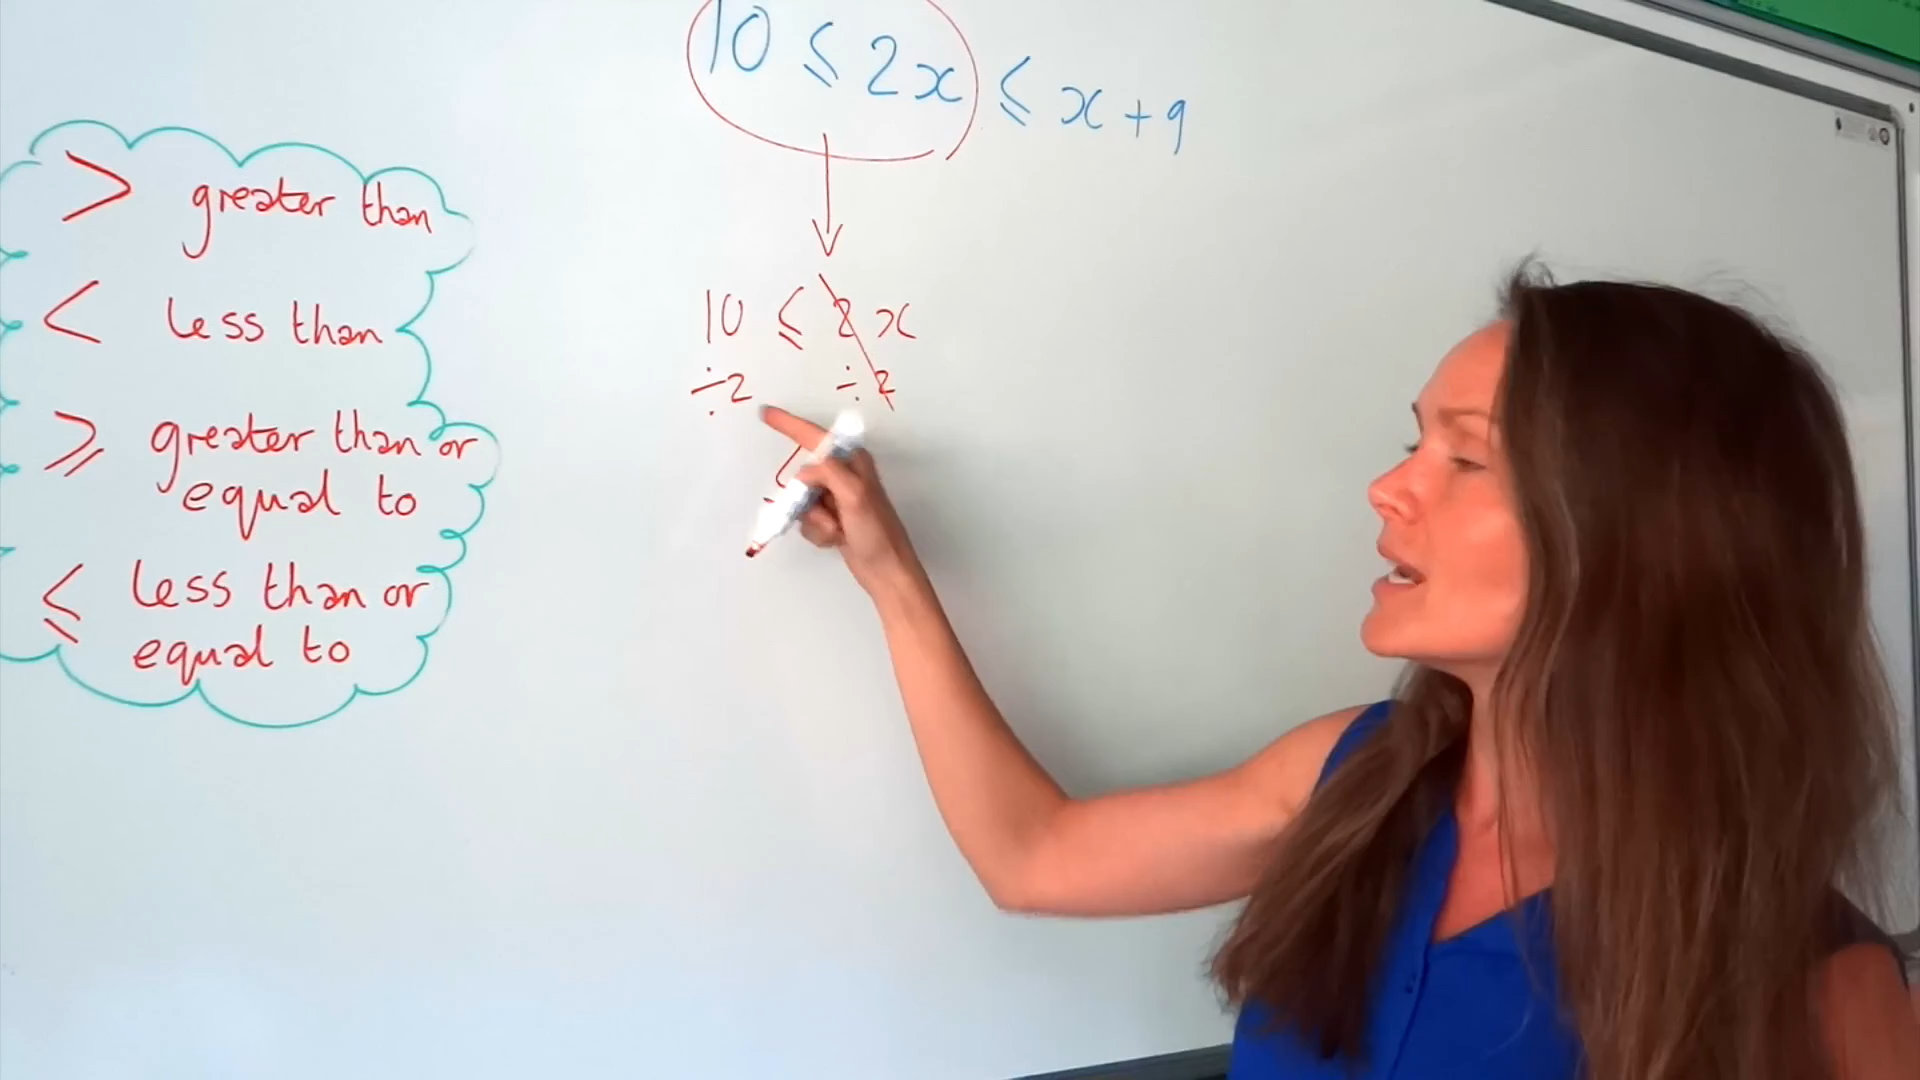 10 ≤ 2x ≤ x + 9
> greater than
< less than
≥ greater than or
equal to
≤ less than or
equal to
10 ≤ 2x
÷2 ÷2